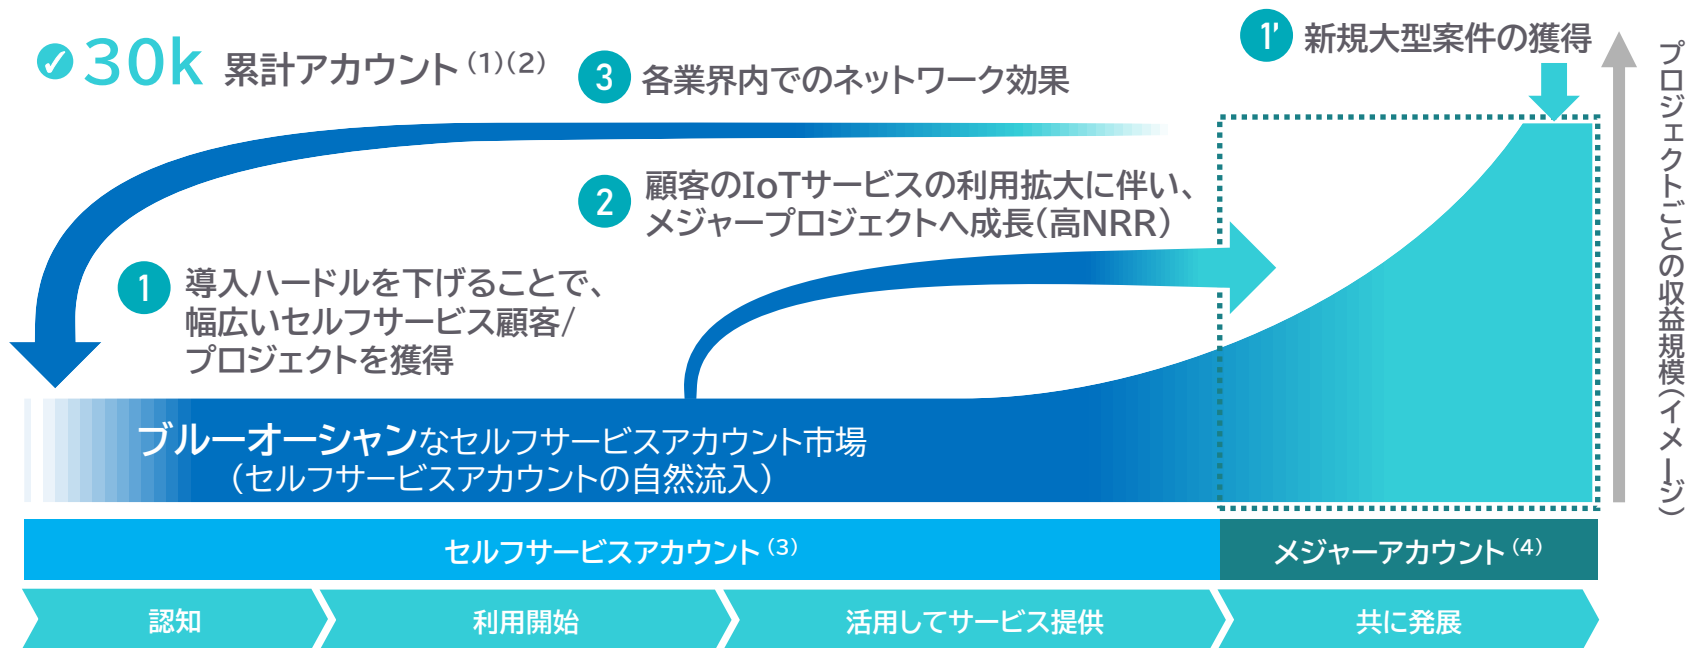 30k 累計アカウント (1)(2)
3 各業界内でのネットワーク効果
1’ 新規大型案件の獲得
プロジェクトごとの収益規模(イメージ)
2 顧客のIoTサービスの利用拡大に伴い、
メジャープロジェクトへ成長(高NRR)
1 導入ハードルを下げることで、
幅広いセルフサービス顧客/
プロジェクトを獲得
ブルーオーシャンなセルフサービスアカウント市場
(セルフサービスアカウントの自然流入)
セルフサービスアカウント (3)
メジャーアカウント (4)
認知
利用開始
活用してサービス提供
共に発展